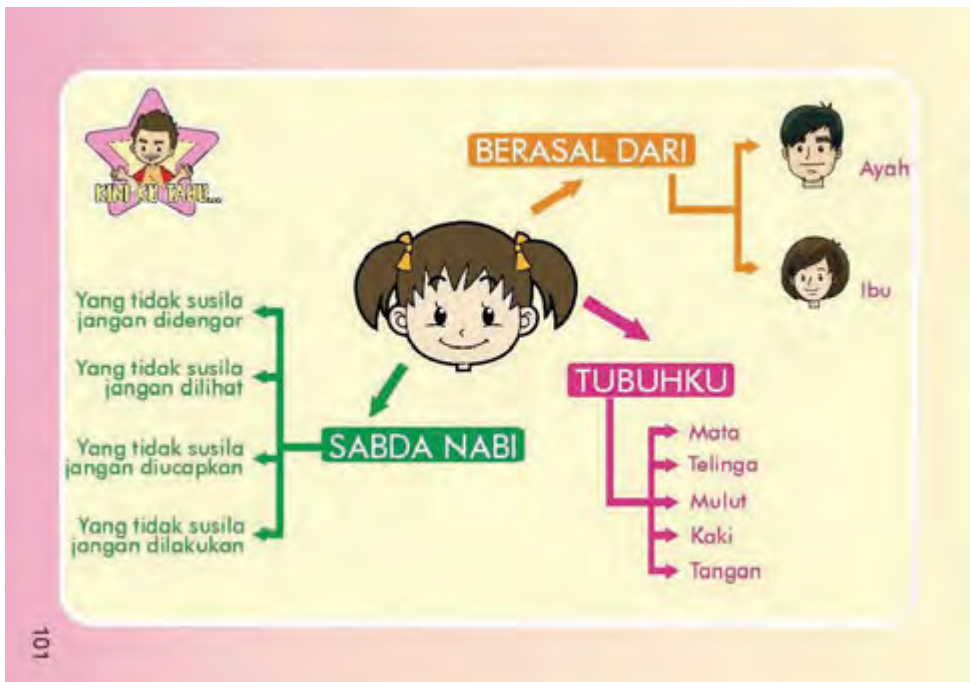 KINI KU TAHU...
BERASAL DARI
Ayah
Ibu
TUBUHKU
Mata
Telinga
Mulut
Kaki
Tangan
SABDA NABI
Yang tidak susila
jangan didengar
Yang tidak susila
jangan dilihat
Yang tidak susila
jangan diucapkan
Yang tidak susila
jangan dilakukan
101